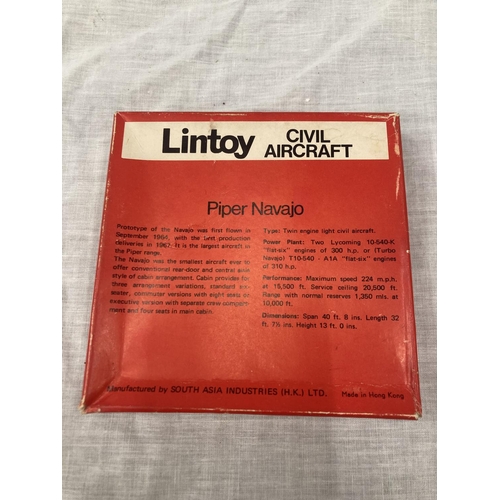 Lintoy CIVIL AIRCRAFT
Piper Navajo
Prototype of the Navajo was first flown in
September 1964, with the first production
deliveries in 1967. It is the largest aircraft in
the Piper range.
The Navajo was the smallest aircraft ever to
offer conventional rear-door and central aisle
style of cabin arrangement. Cabin provides for
three arrangement variations, standard six-
seater, commuter versions with eight seats or
executive version with separate crew compart-
ment and four seats in main cabin.
Type: Twin engine light civil aircraft.
Power Plant: Two Lycoming 10-540-K
"flat-six" engines of 300 h.p. or (Turbo
Navajo) T10-540 - A1A "flat-six" engines
of 310 h.p.
Performance: Maximum speed 224 m.p.h.
at 15,500 ft. Service ceiling 20,500 ft.
Range with normal reserves 1,350 mls. at
10,000 ft.
Dimensions: Span 40 ft. 8 ins. Length 32
ft. 7½ ins. Height 13 ft. 0 ins.
Manufactured by SOUTH ASIA INDUSTRIES (H.K.) LTD.
Made in Hong Kong